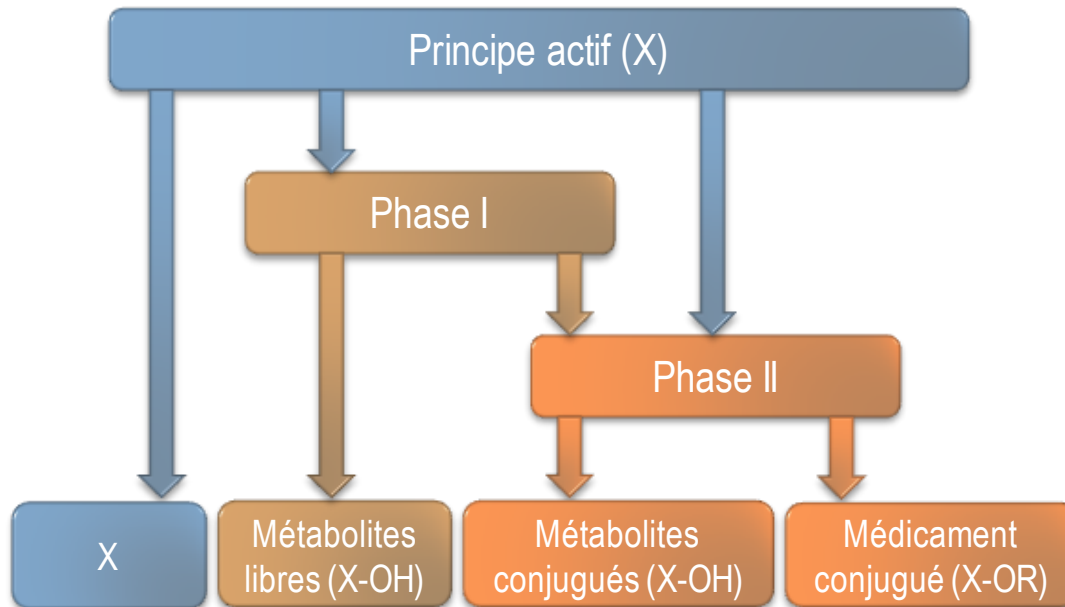 Principe actif (X)
Phase I
Phase II
X
Métabolites
libres (X-OH)
Métabolites
conjugués (X-OH)
Médicament
conjugué (X-OR)